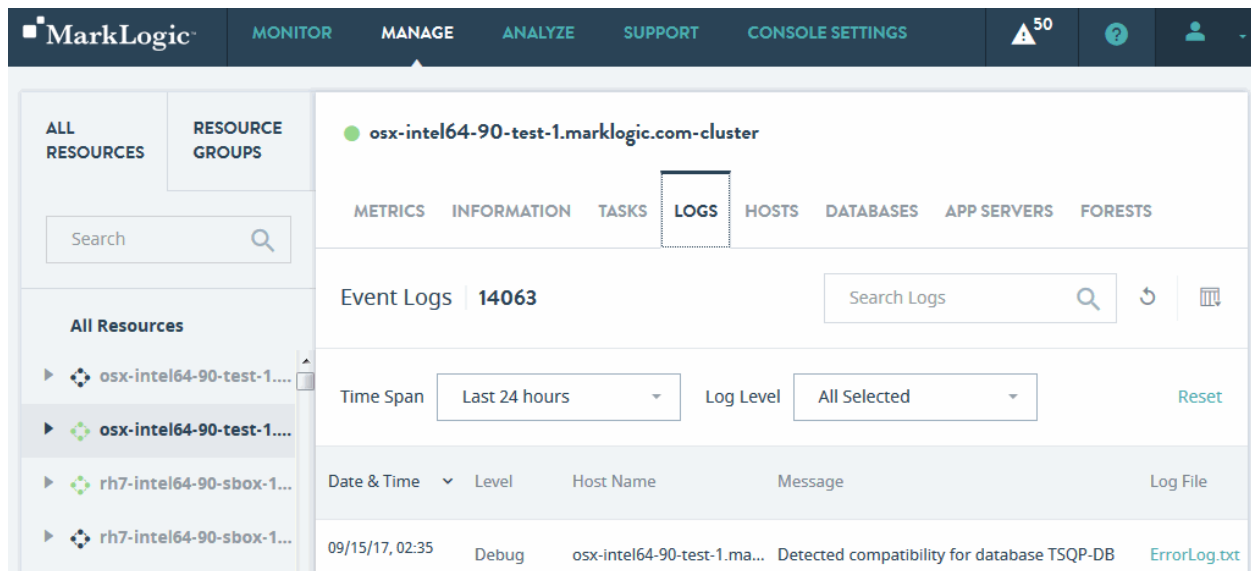 MarkLogic MONITOR MANAGE ANALYZE SUPPORT CONSOLE SETTINGS 50 ?
ALL RESOURCES
RESOURCE GROUPS
Search
All Resources
osx-intel64-90-test-1....
osx-intel64-90-test-1....
rh7-intel64-90-sbox-1...
rh7-intel64-90-sbox-1...
osx-intel64-90-test-1.marklogic.com-cluster
METRICS INFORMATION TASKS LOGS HOSTS DATABASES APP SERVERS FORESTS
Event Logs 14063 Search Logs
Time Span Last 24 hours Log Level All Selected Reset
Date & Time Level Host Name Message Log File
09/15/17, 02:35 Debug osx-intel64-90-test-1.ma... Detected compatibility for database TSQP-DB ErrorLog.txt